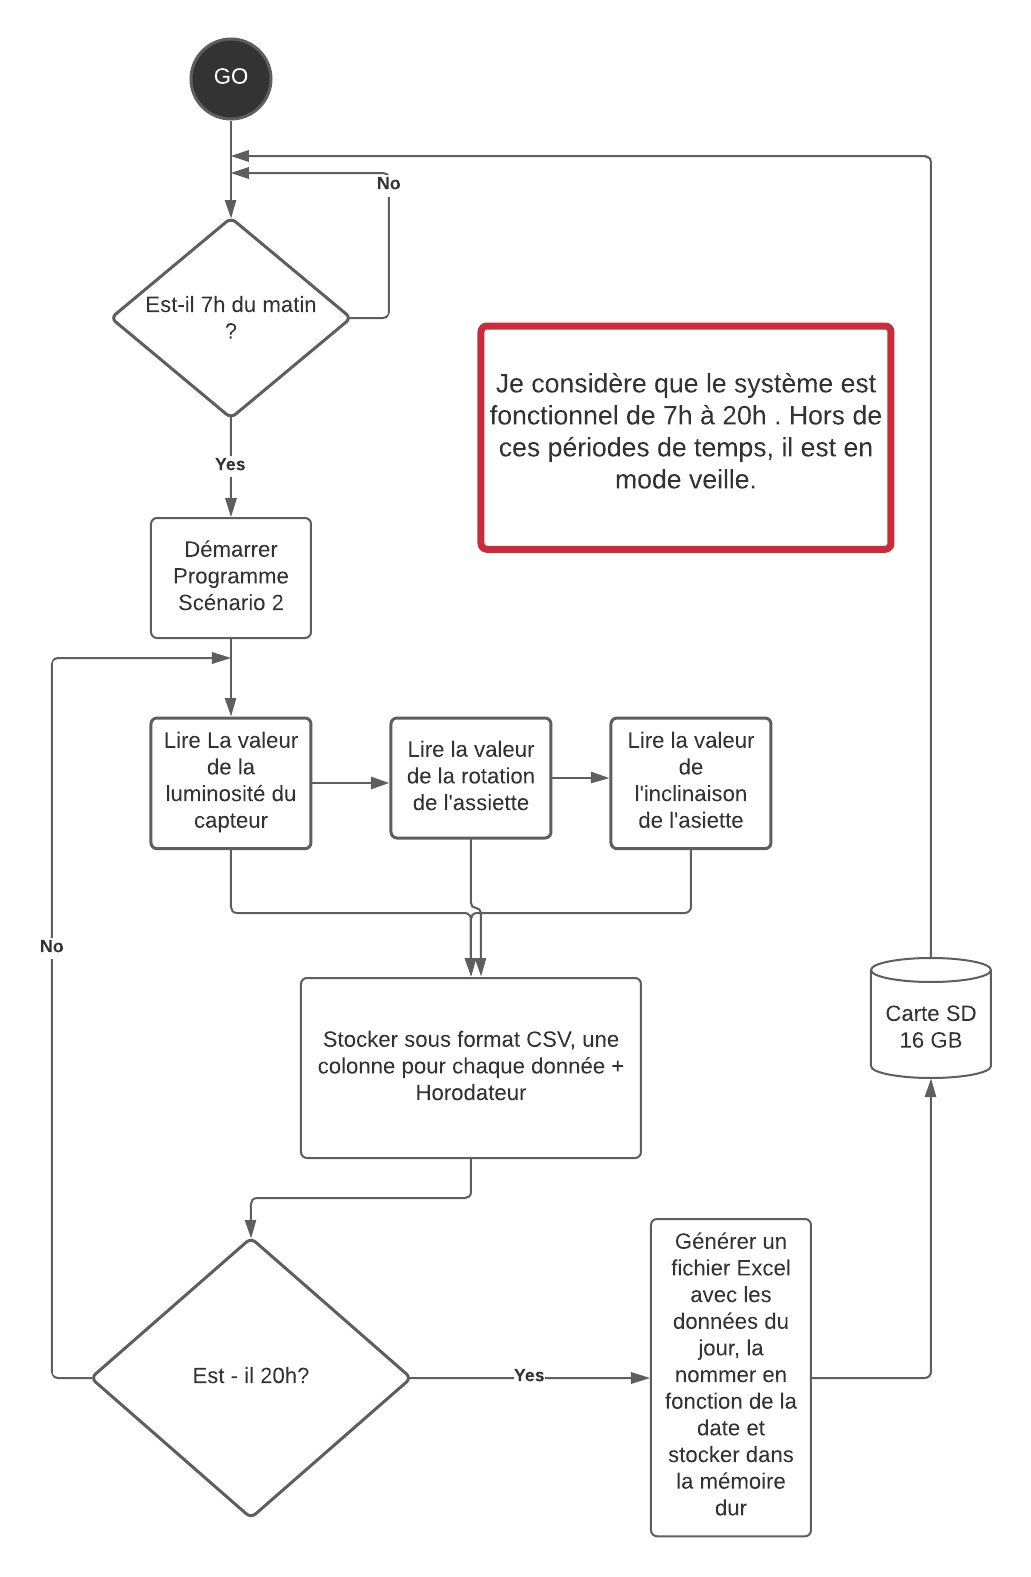 GO
No
Est-il 7h du matin
?
Je considère que le système est
fonctionnel de 7h à 20h . Hors de
ces périodes de temps, il est en
mode veille.
Yes
Démarrer
Programme
Scénario 2
Lire La valeur
de la
luminosité du
capteur
Lire la valeur
de la rotation
de l'assiette
Lire la valeur
de
l'inclinaison
de l'asiette
No
Carte SD
16 GB
Stocker sous format CSV, une
colonne pour chaque donnée +
Horodateur
Est - il 20h?
Yes
Générer un
fichier Excel
avec les
données du
jour, la
nommer en
fonction de la
date et
stocker dans
la mémoire
dur